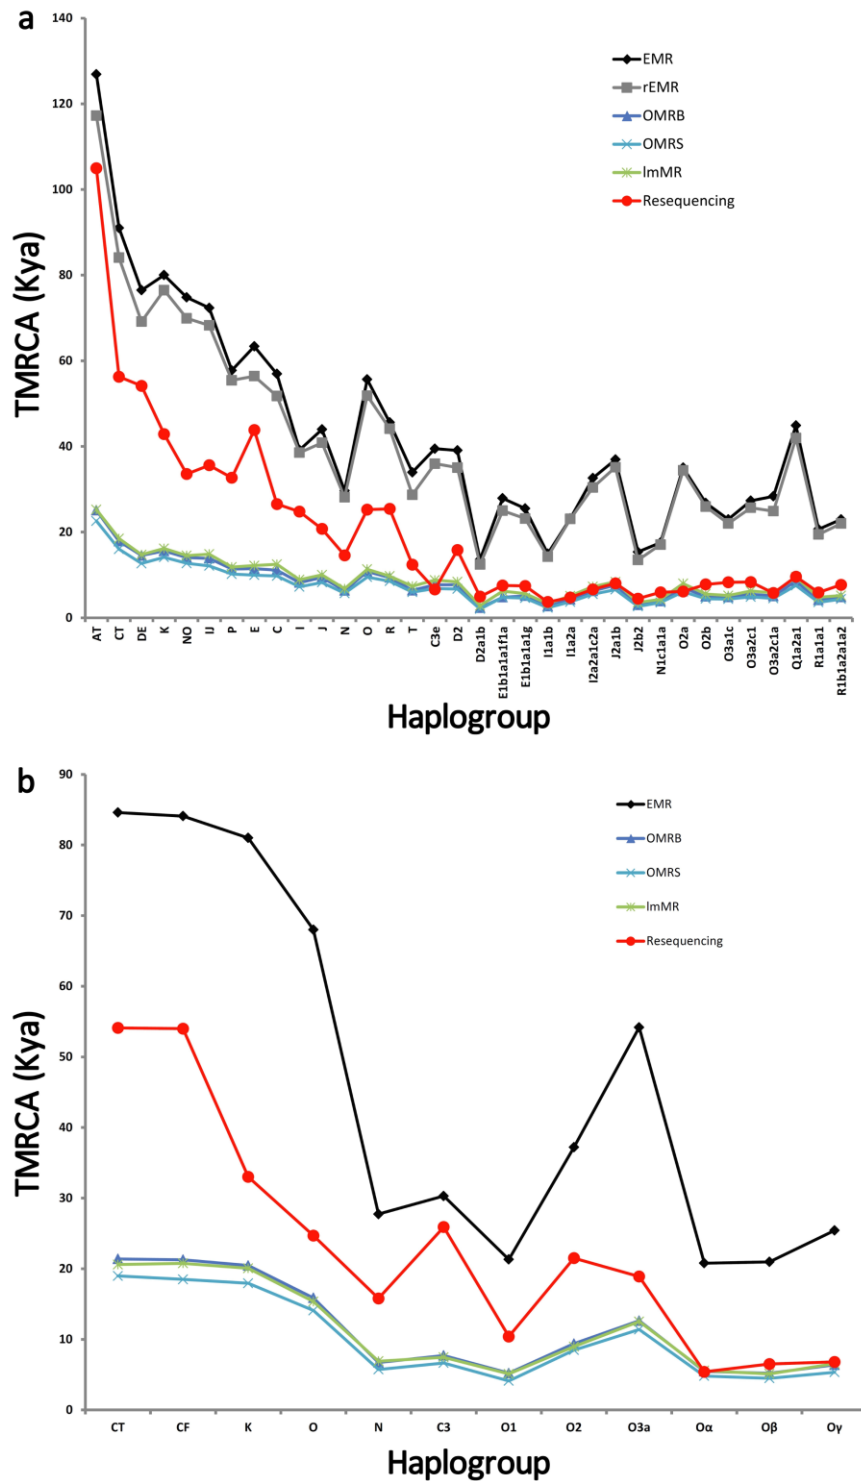 a
140
120
100
80
60
40
20
0
TMRCA (Kya)
EMR
rEMR
OMRB
OMRS
lmMR
Resequencing
AT
CT
DE
K
NO
IJ
P
E
C
I
J
N
O
R
T
C3e
D2
D2a1b
E1b1a1a1f1a
E1b1a1a1g
I1a1b
I1a2a
I2a2a1c2a
J2a1b
J2b2
N1c1a1a
O2a
O2b
O3a1c
O3a2c1
O3a2c1a
Q1a2a1
R1a1a1
R1b1a2a1a2
Haplogroup
b
90
80
70
60
50
40
30
20
10
0
TMRCA (Kya)
EMR
OMRB
OMRS
lmMR
Resequencing
CT CF K O N C3 O1 O2 O3a Oα Oβ Oγ
Haplogroup